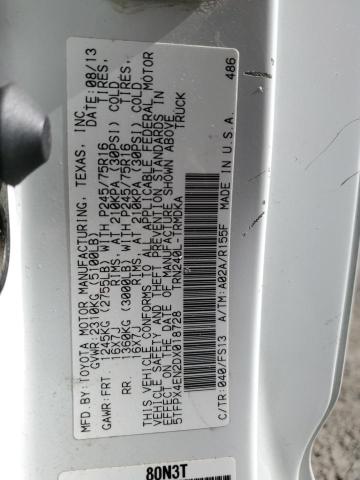 MFD.BY:TOYOTA MOTOR MANUFACTURING, TEXAS, INC. 08/13
GVWR:2310KG (5100LB)
GAWR:FRT. 1245KG (2755LB) WITH P245/75R16 TIRES,
16X7J RIMS, AT 210KPA (30PSI) COLD
RR. 1360KG (3000LB) WITH P245/75R16 TIRES,
16X7J RIMS, AT 210KPA (30PSI) COLD
THIS VEHICLE CONFORMS TO ALL APPLICABLE FEDERAL MOTOR
VEHICLE SAFETY AND THEFT PREVENTION STANDARDS IN
EFFECT ON THE DATE OF MANUFACTURE SHOWN ABOVE.
5TFPX4EN2DX018728 TRUCK
TRN240L-TRMDKA
C/TR:040/FS13 A/TM:A02A/R155F MADE IN U.S.A. 486
80N3T